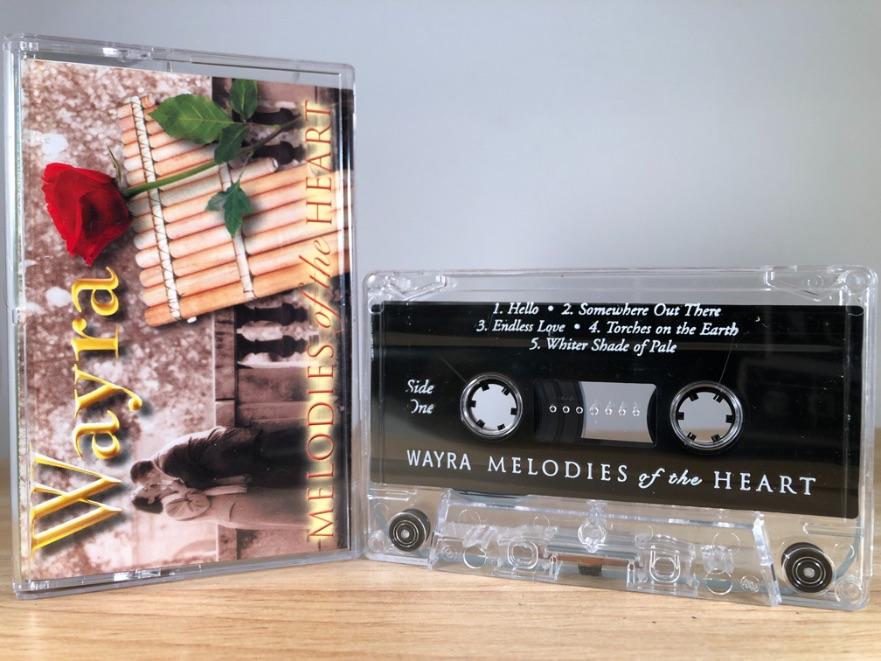 Wayra
MELODIES of the HEART
1. Hello • 2. Somewhere Out There
3. Endless Love • 4. Torches on the Earth
5. Whiter Shade of Pale
Side
One
WAYRA MELODIES of the HEART